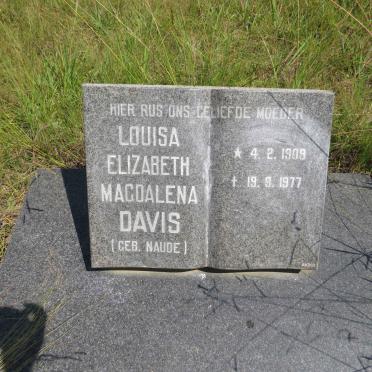 HIER RUS ONS GELIEFDE MOEDER
LOUISA
ELIZABETH
MAGDALENA
DAVIS
(GEB. NAUDE)
★ 4. 2. 1909
✝ 19. 9. 1977